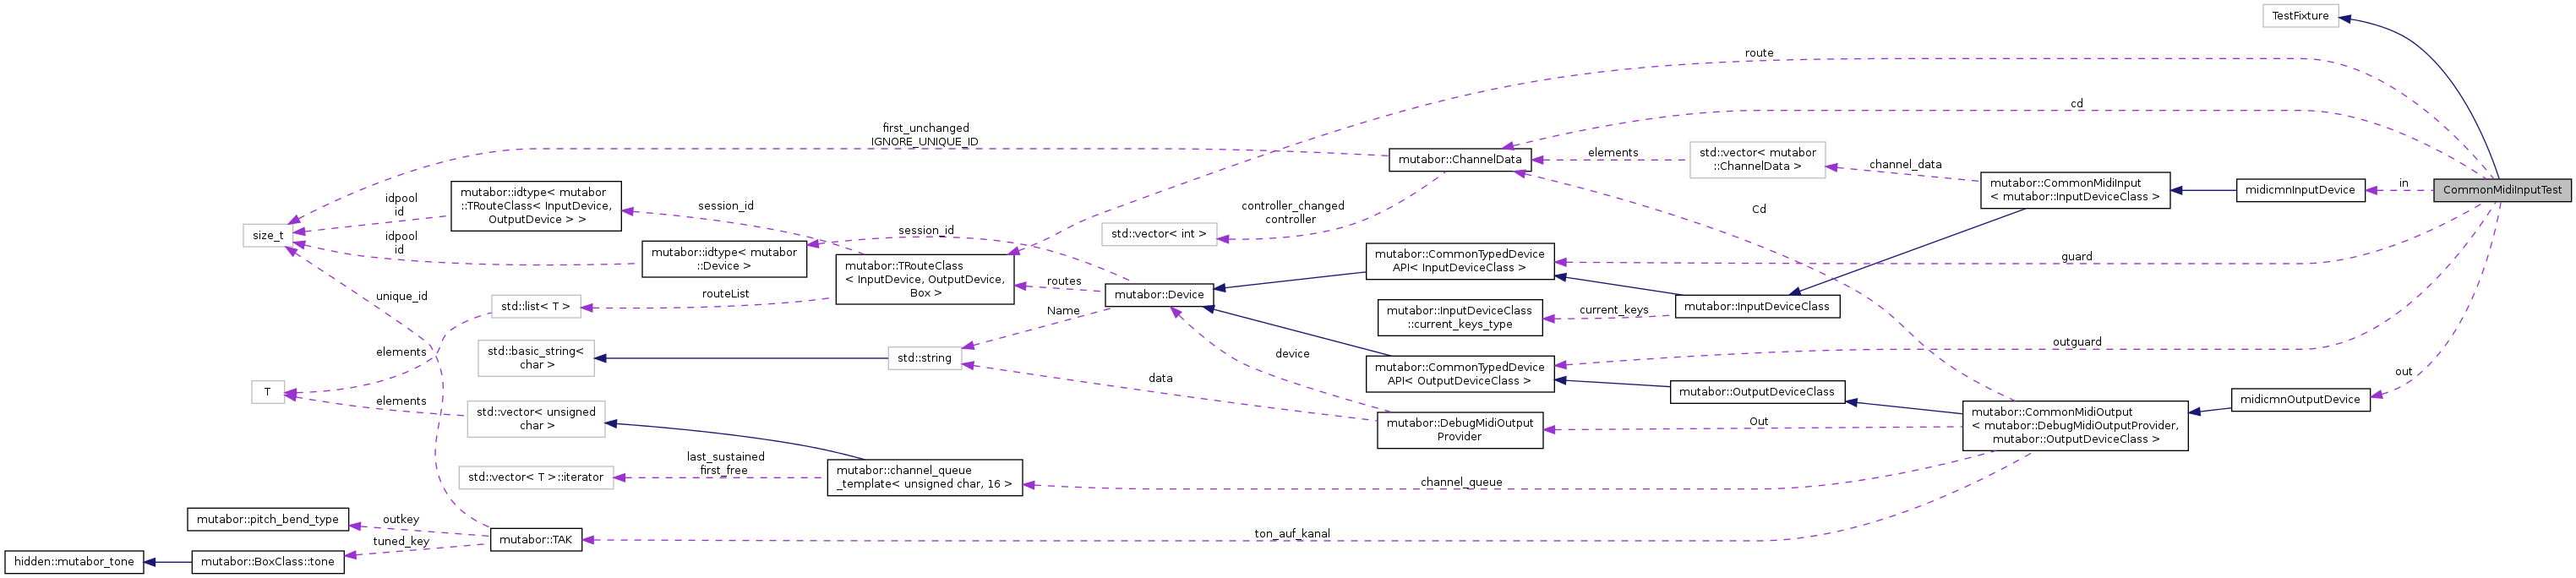 TestFixture
route
cd
first_unchanged
IGNORE_UNIQUE_ID
mutabor::ChannelData
elements
std::vector< mutabor
::ChannelData >
channel_data
mutabor::CommonMidiInput
< mutabor::InputDeviceClass >
midicmnInputDevice
in
CommonMidiInputTest
idpool
id
mutabor::idtype< mutabor
::TRouteClass< InputDevice,
OutputDevice > >
session_id
controller_changed
controller
std::vector< int >
Cd
size_t
idpool
id
mutabor::idtype< mutabor
::Device >
session_id
mutabor::TRouteClass
< InputDevice, OutputDevice,
Box >
routes
mutabor::Device
mutabor::CommonTypedDevice
API< InputDeviceClass >
guard
unique_id
std::list< T >
routeList
Name
mutabor::InputDeviceClass
::current_keys_type
current_keys
mutabor::InputDeviceClass
elements
std::basic_string<
char >
std::string
device
data
mutabor::CommonTypedDevice
API< OutputDeviceClass >
outguard
out
T
elements
std::vector< unsigned
char >
mutabor::OutputDeviceClass
midicmnOutputDevice
mutabor::DebugMidiOutput
Provider
Out
mutabor::CommonMidiOutput
< mutabor::DebugMidiOutputProvider,
mutabor::OutputDeviceClass >
std::vector< T >::iterator
last_sustained
first_free
mutabor::channel_queue
_template< unsigned char, 16 >
channel_queue
mutabor::pitch_bend_type
outkey
tuned_key
mutabor::TAK
ton_auf_kanal
hidden::mutabor_tone
mutabor::BoxClass::tone